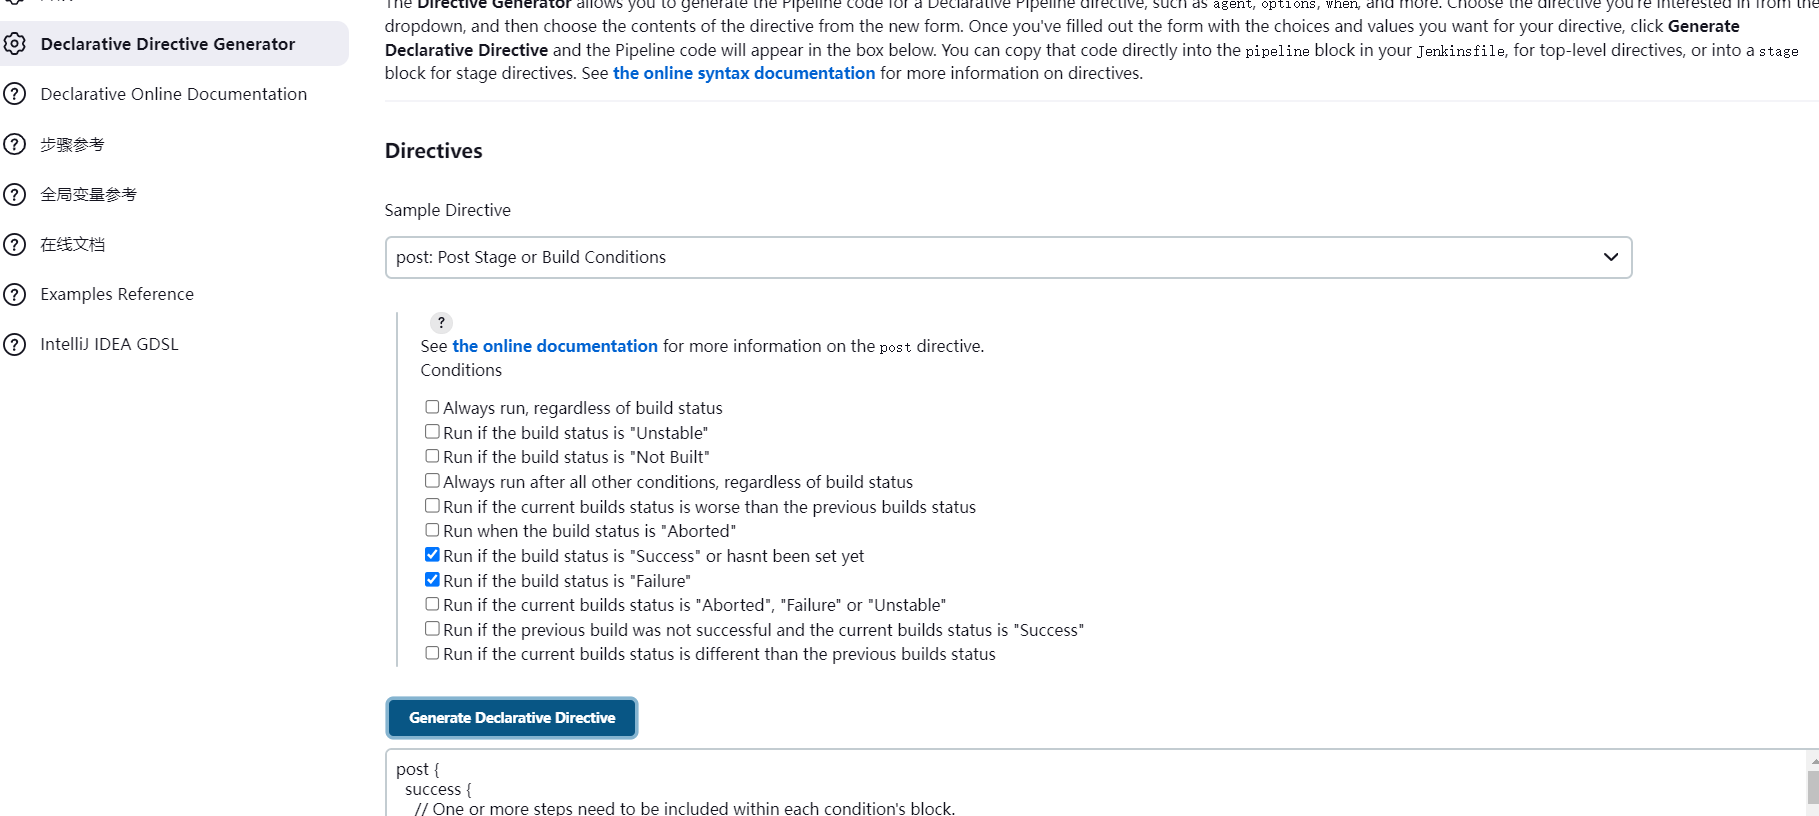 Declarative Directive Generator
Declarative Online Documentation
步骤参考
全局变量参考
在线文档
Examples Reference
IntelliJ IDEA GDSL
The Directive Generator allows you to generate the Pipeline code for a Declarative Pipeline directive, such as agent, options, when, and more. Choose the directive you're interested in from the
dropdown, and then choose the contents of the directive from the new form. Once you've filled out the form with the choices and values you want for your directive, click Generate
Declarative Directive and the Pipeline code will appear in the box below. You can copy that code directly into the pipeline block in your Jenkinsfile, for top-level directives, or into a stage
block for stage directives. See the online syntax documentation for more information on directives.
Directives
Sample Directive
post: Post Stage or Build Conditions
?
See the online documentation for more information on the post directive.
Conditions
Always run, regardless of build status
Run if the build status is "Unstable"
Run if the build status is "Not Built"
Always run after all other conditions, regardless of build status
Run if the current builds status is worse than the previous builds status
Run when the build status is "Aborted"
Run if the build status is "Success" or hasnt been set yet
Run if the build status is "Failure"
Run if the current builds status is "Aborted", "Failure" or "Unstable"
Run if the previous build was not successful and the current builds status is "Success"
Run if the current builds status is different than the previous builds status
Generate Declarative Directive
post {
success {
// One or more steps need to be included within each condition's block.